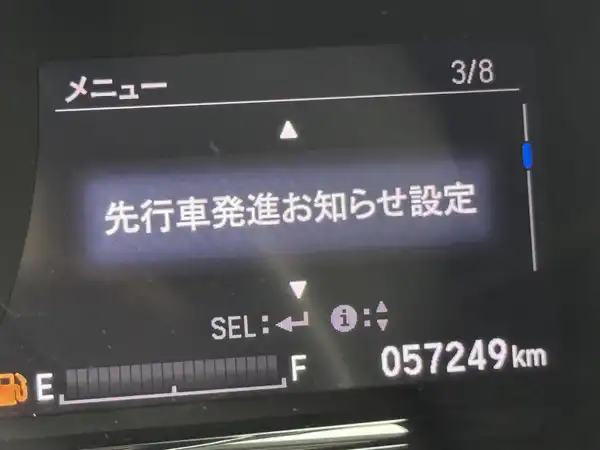 メニュー 3/8
▲
先行車発進お知らせ設定
▼
SEL:↵ ℹ:▲▼
E F 057249km